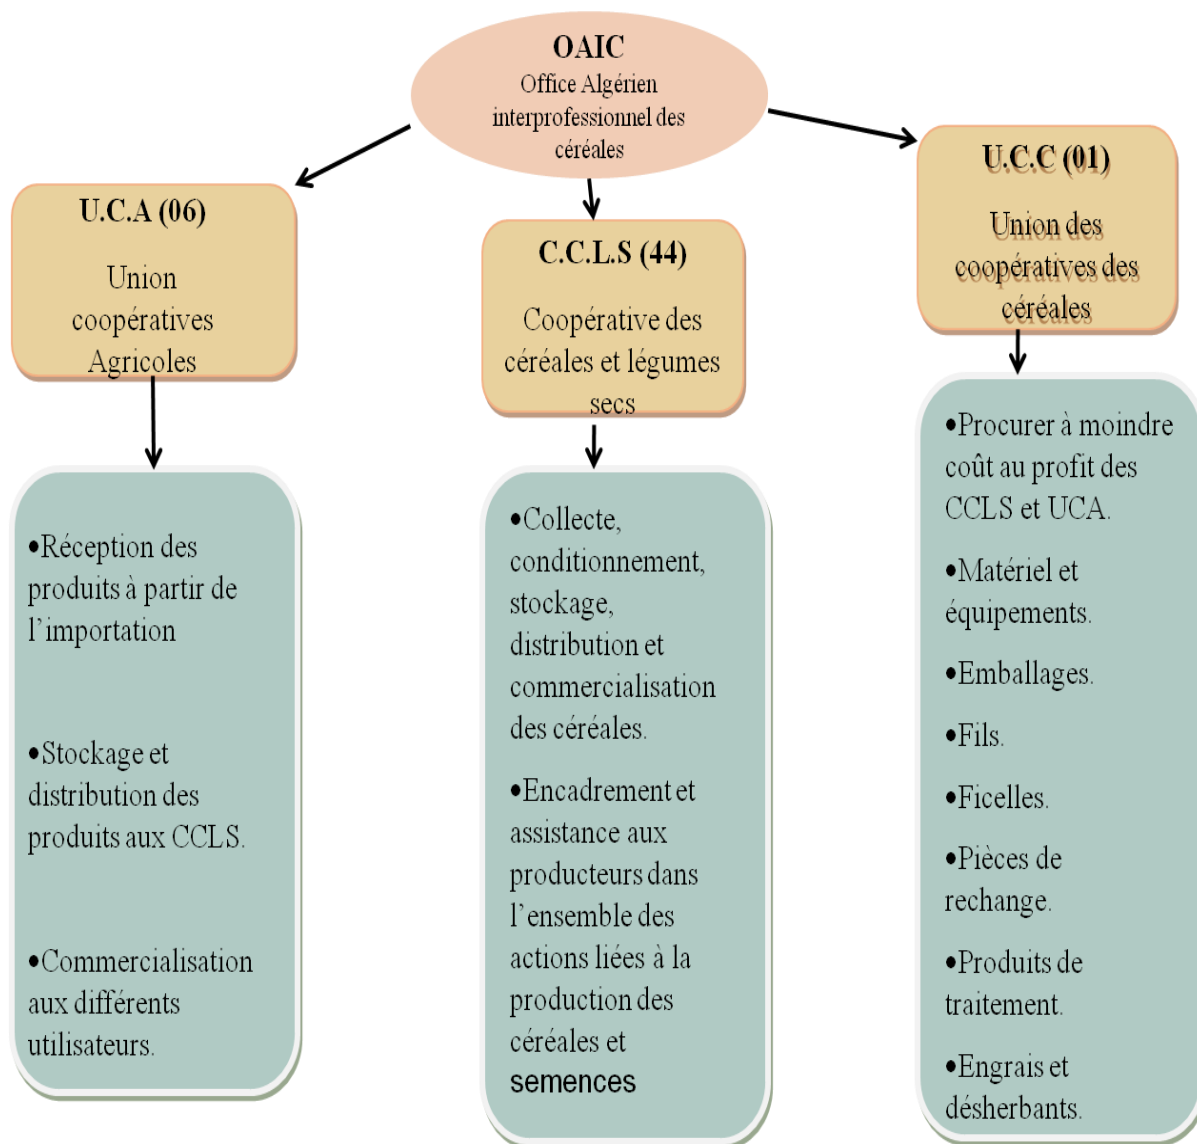 OAIC
Office Algérien
interprofessionnel des
céréales
U.C.A (06)
Union
coopératives
Agricoles
C.C.L.S (44)
Coopérative des
céréales et légumes
secs
U.C.C (01)
Union des
coopératives des
céréales
•Réception des
produits à partir de
l’importation
•Stockage et
distribution des
produits aux CCLS.
•Commercialisation
aux différents
utilisateurs.
•Collecte,
conditionnement,
stockage,
distribution et
commercialisation
des céréales.
•Encadrement et
assistance aux
producteurs dans
l’ensemble des
actions liées à la
production des
céréales et
semences
•Procurer à moindre
coût au profit des
CCLS et UCA.
•Matériel et
équipements.
•Emballages.
•Fils.
•Ficelles.
•Pièces de
rechange.
•Produits de
traitement.
•Engrais et
désherbants.